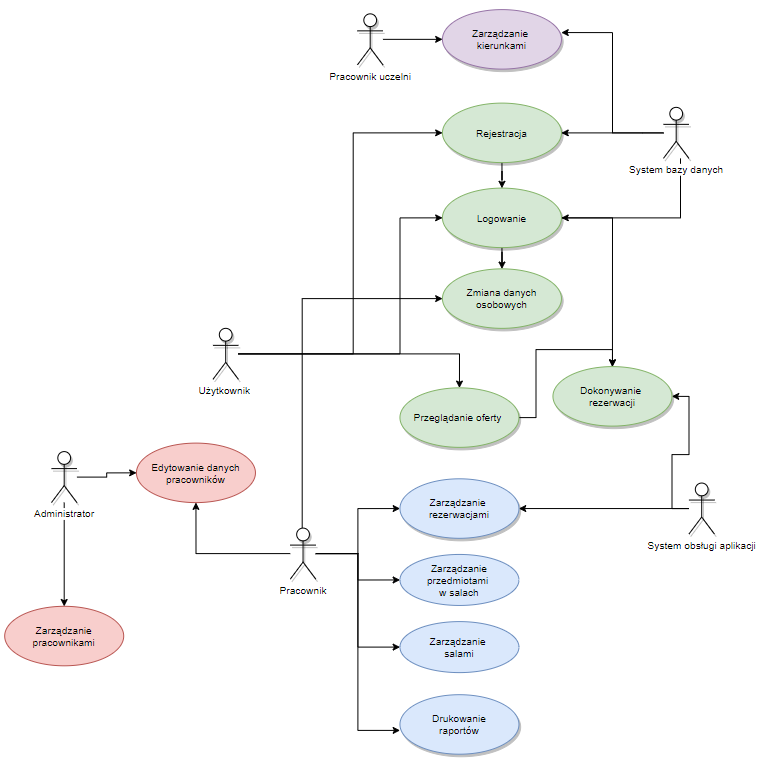 Zarządzanie
kierunkami
Pracownik uczelni
Rejestracja
System bazy danych
Logowanie
Zmiana danych
osobowych
Użytkownik
Dokonywanie
rezerwacji
Przeglądanie oferty
Edytowanie danych
pracowników
Administrator
Zarządzanie
rezerwacjami
System obsługi aplikacji
Pracownik
Zarządzanie
przedmiotami
w salach
Zarządzanie
pracownikami
Zarządzanie
salami
Drukowanie
raportów